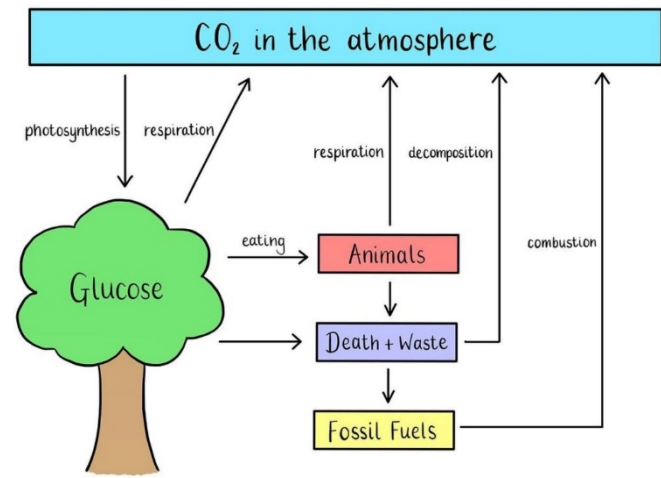 CO₂ in the atmosphere
photosynthesis
respiration
respiration
decomposition
combustion
eating
Animals
Glucose
Death + Waste
Fossil Fuels